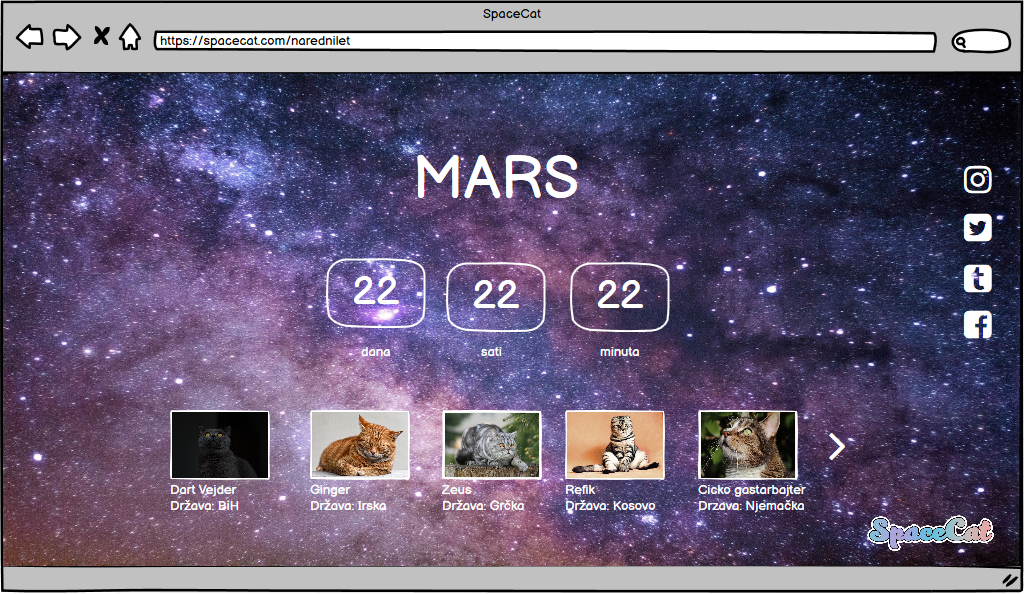 SpaceCat
https://spacecat.com/narednilet
MARS
22 22 22
dana sati minuta
Dart Vejder Ginger Zeus Refik Cicko gastarbajter
Država: BiH Država: Irska Država: Grčka Država: Kosovo Drzava: Njemačka
SpaceCat